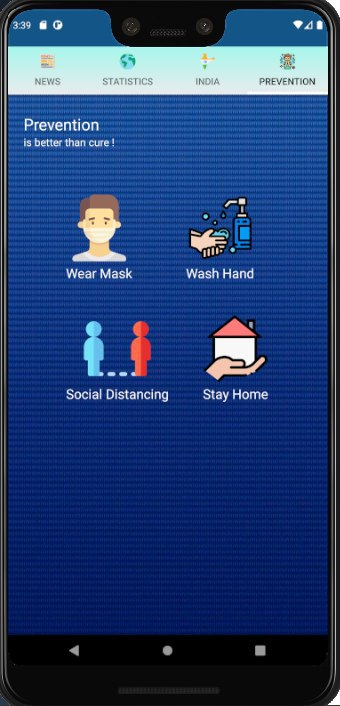 3:39
NEWS STATISTICS INDIA PREVENTION
Prevention
is better than cure !
Wear Mask Wash Hand
Social Distancing Stay Home